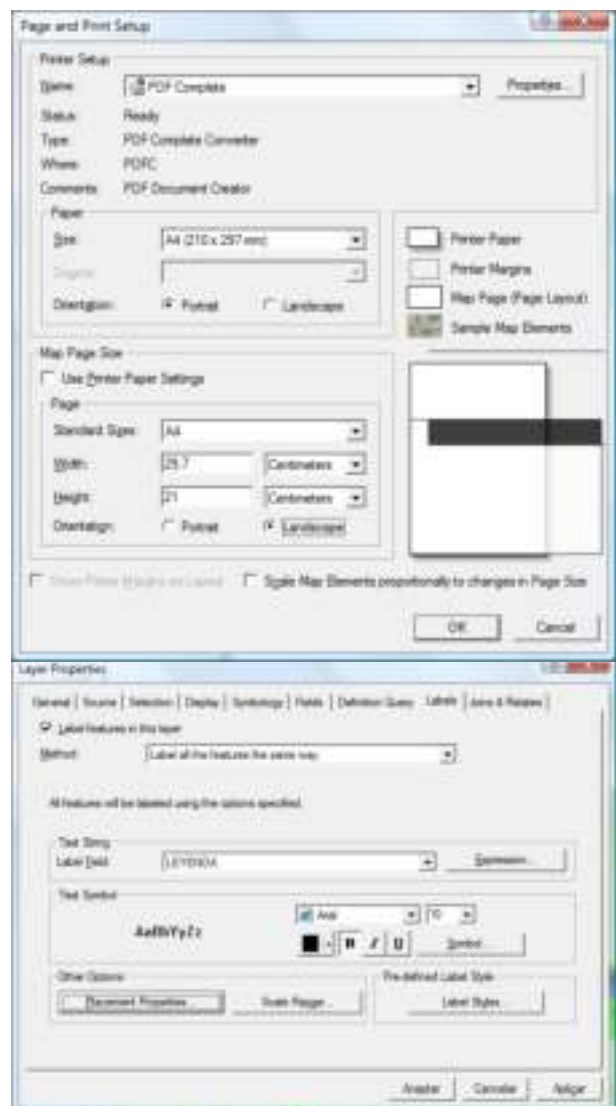 Page and Print Setup
Printer Setup
Name: PDF Complete Properties...
Status: Ready
Type: PDF Complete Converter
Where: PDFC
Comments: PDF Document Creator
Paper
Size: A4 (210 x 297 mm)
Source:
Orientation: Portrait Landscape
Printer Paper
Printer Margins
Map Page (Page Layout)
Sample Map Elements
Map Page Size
Use Printer Paper Settings
Page
Standard Sizes: A4
Width: 29.7 Centimeters
Height: 21 Centimeters
Orientation: Portrait Landscape
Show Printer Margins on Layout Scale Map Elements proportionally to changes in Page Size
OK Cancel
Layer Properties
General Source Selection Display Symbology Fields Definition Query Labels Joins & Relates
Label features in this layer
Method: Label all the features the same way.
All features will be labeled using the options specified.
Text String
Label Field: LEYENDA Expression...
Text Symbol
AaBbYyZz
Arial 10
B I U Symbol...
Other Options
Placement Properties... Scale Range...
Pre-defined Label Style
Label Styles...
Aceptar Cancelar Aplicar